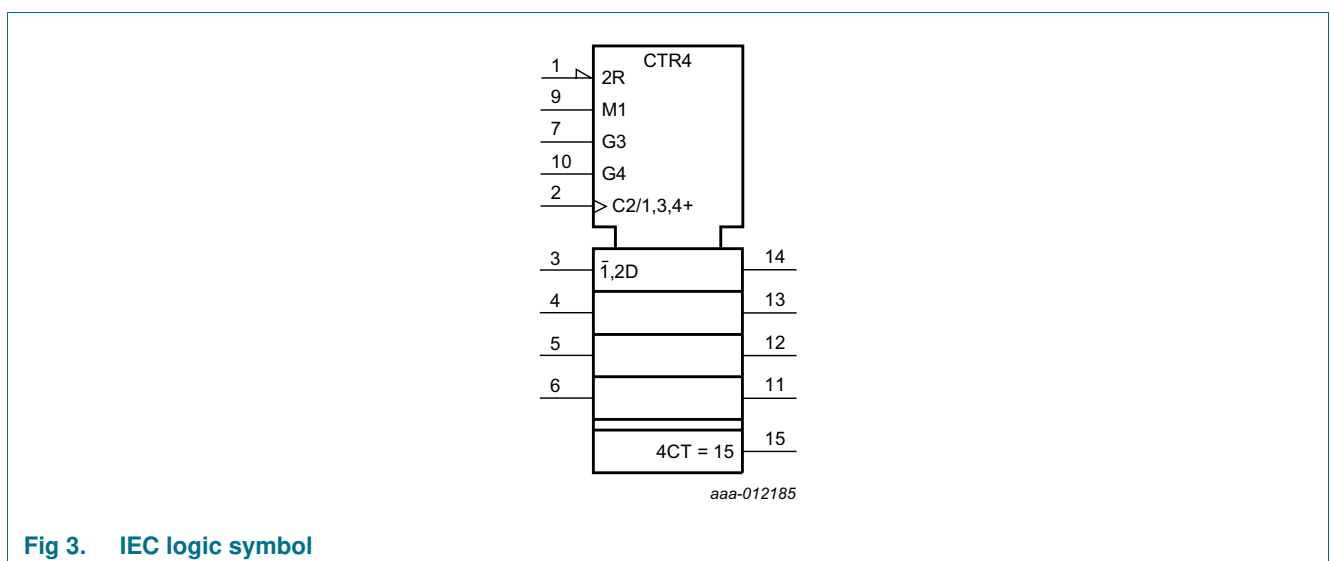 CTR4
1 2R
9 M1
7 G3
10 G4
2 C2/1,3,4+
3 1̄,2D 14
4 13
5 12
6 11
4CT = 15 15
aaa-012185
Fig 3. IEC logic symbol